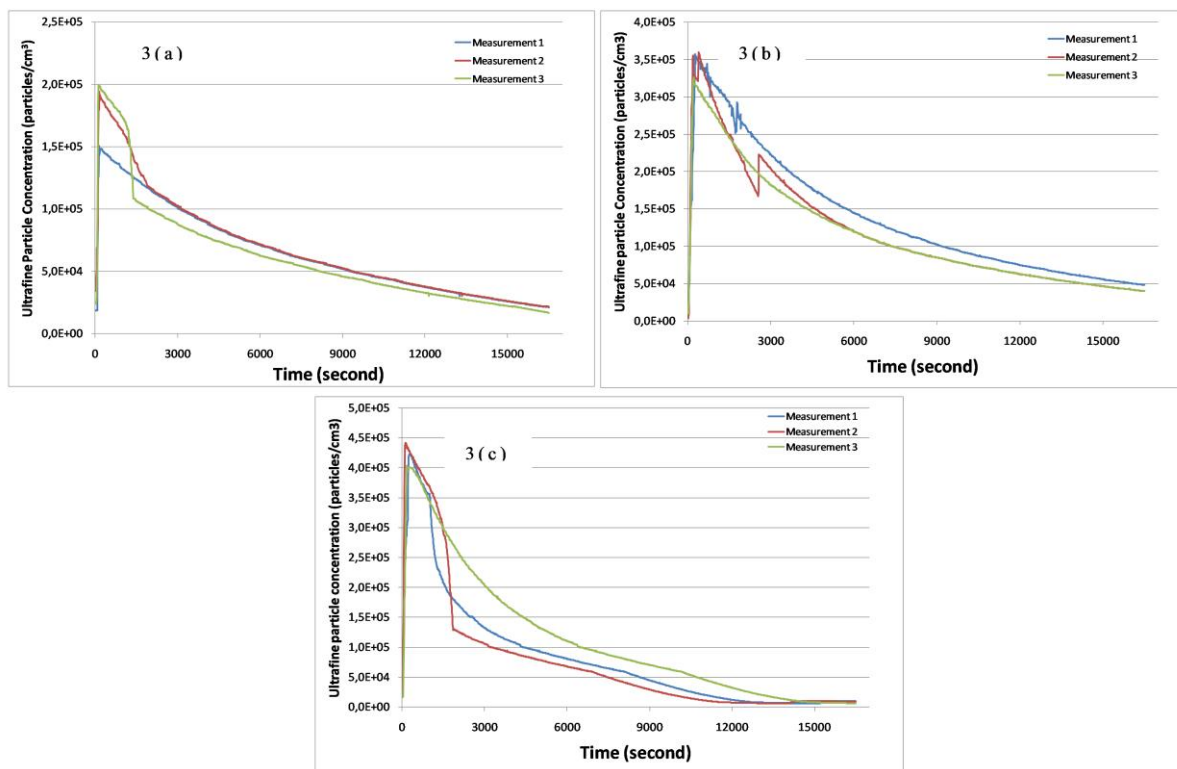 Ultrafine Particle Concentration (particles/cm³)
2,5E+05
2,0E+05
1,5E+05
1,0E+05
5,0E+04
0,0E+00
3 ( a )
Measurement 1
Measurement 2
Measurement 3
0 3000 6000 9000 12000 15000
Time (second)
Ultrafine particle Concentration (particles/cm3)
4,0E+05
3,5E+05
3,0E+05
2,5E+05
2,0E+05
1,5E+05
1,0E+05
5,0E+04
0,0E+00
3 ( b )
Measurement 1
Measurement 2
Measurement 3
0 3000 6000 9000 12000 15000
Time (second)
Ultrafine particle concentration (particles/cm3)
5,0E+05
4,5E+05
4,0E+05
3,5E+05
3,0E+05
2,5E+05
2,0E+05
1,5E+05
1,0E+05
5,0E+04
0,0E+00
3 ( c )
Measurement 1
Measurement 2
Measurement 3
0 3000 6000 9000 12000 15000
Time (second)